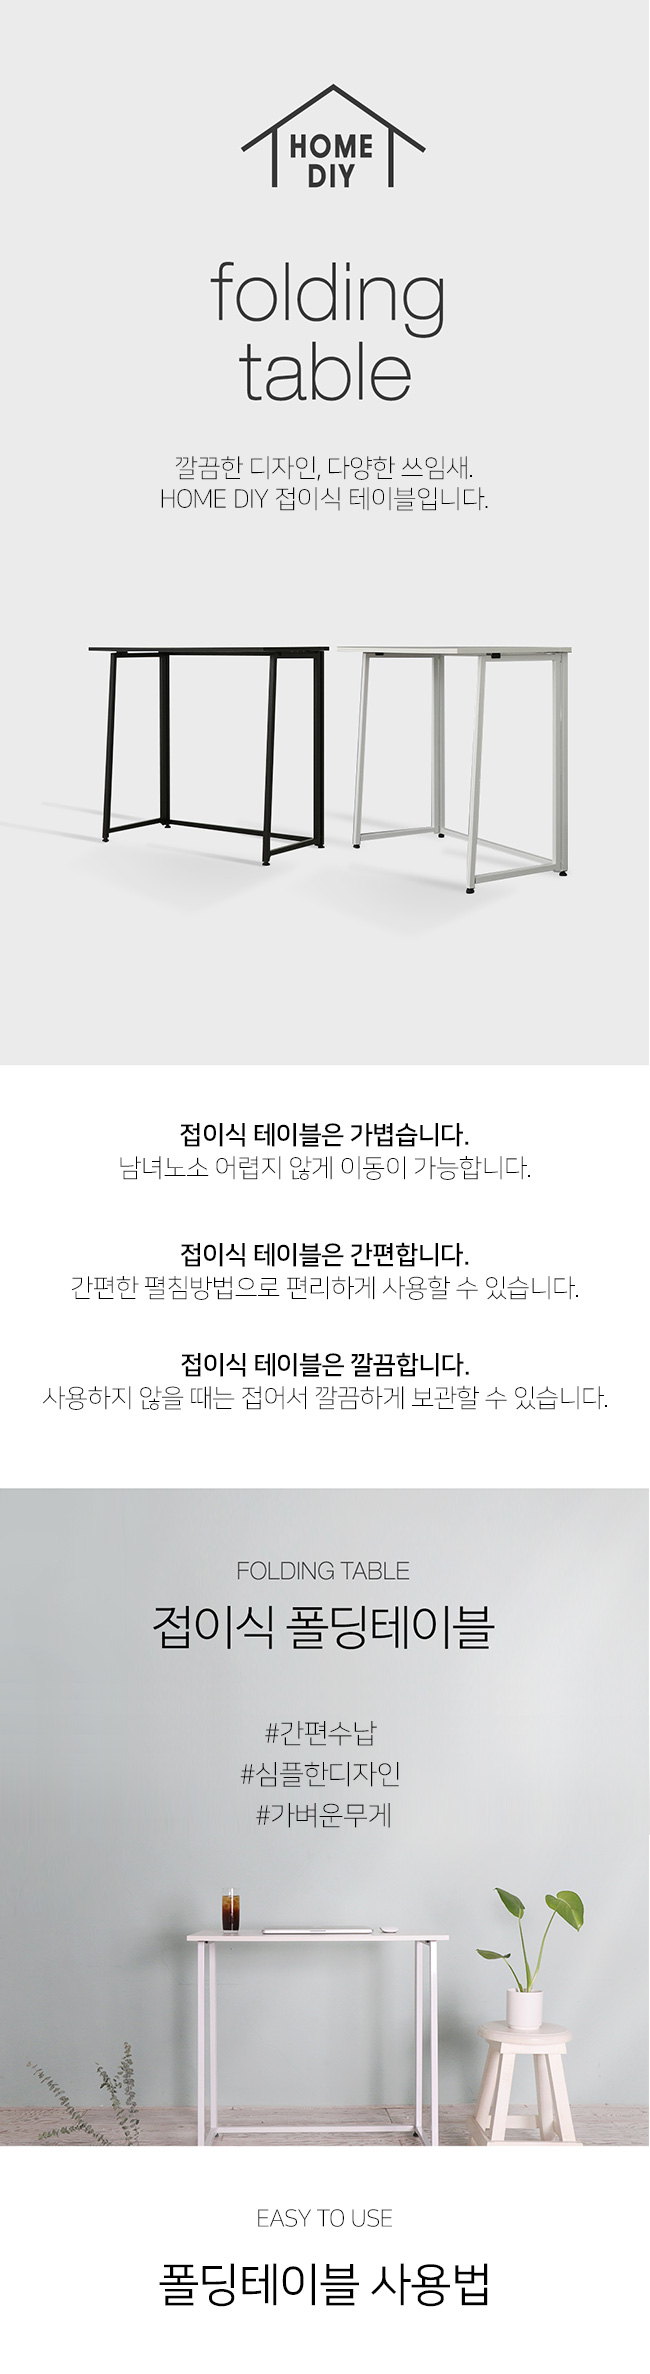 HOME
DIY
folding
table
깔끔한 디자인, 다양한 쓰임새.
HOME DIY 접이식 테이블입니다.
접이식 테이블은 가볍습니다.
남녀노소 어렵지 않게 이동이 가능합니다.
접이식 테이블은 간편합니다.
간편한 펼침방법으로 편리하게 사용할 수 있습니다.
접이식 테이블은 깔끔합니다.
사용하지 않을 때는 접어서 깔끔하게 보관할 수 있습니다.
FOLDING TABLE
접이식 폴딩테이블
#간편수납
#심플한디자인
#가벼운무게
EASY TO USE
폴딩테이블 사용법